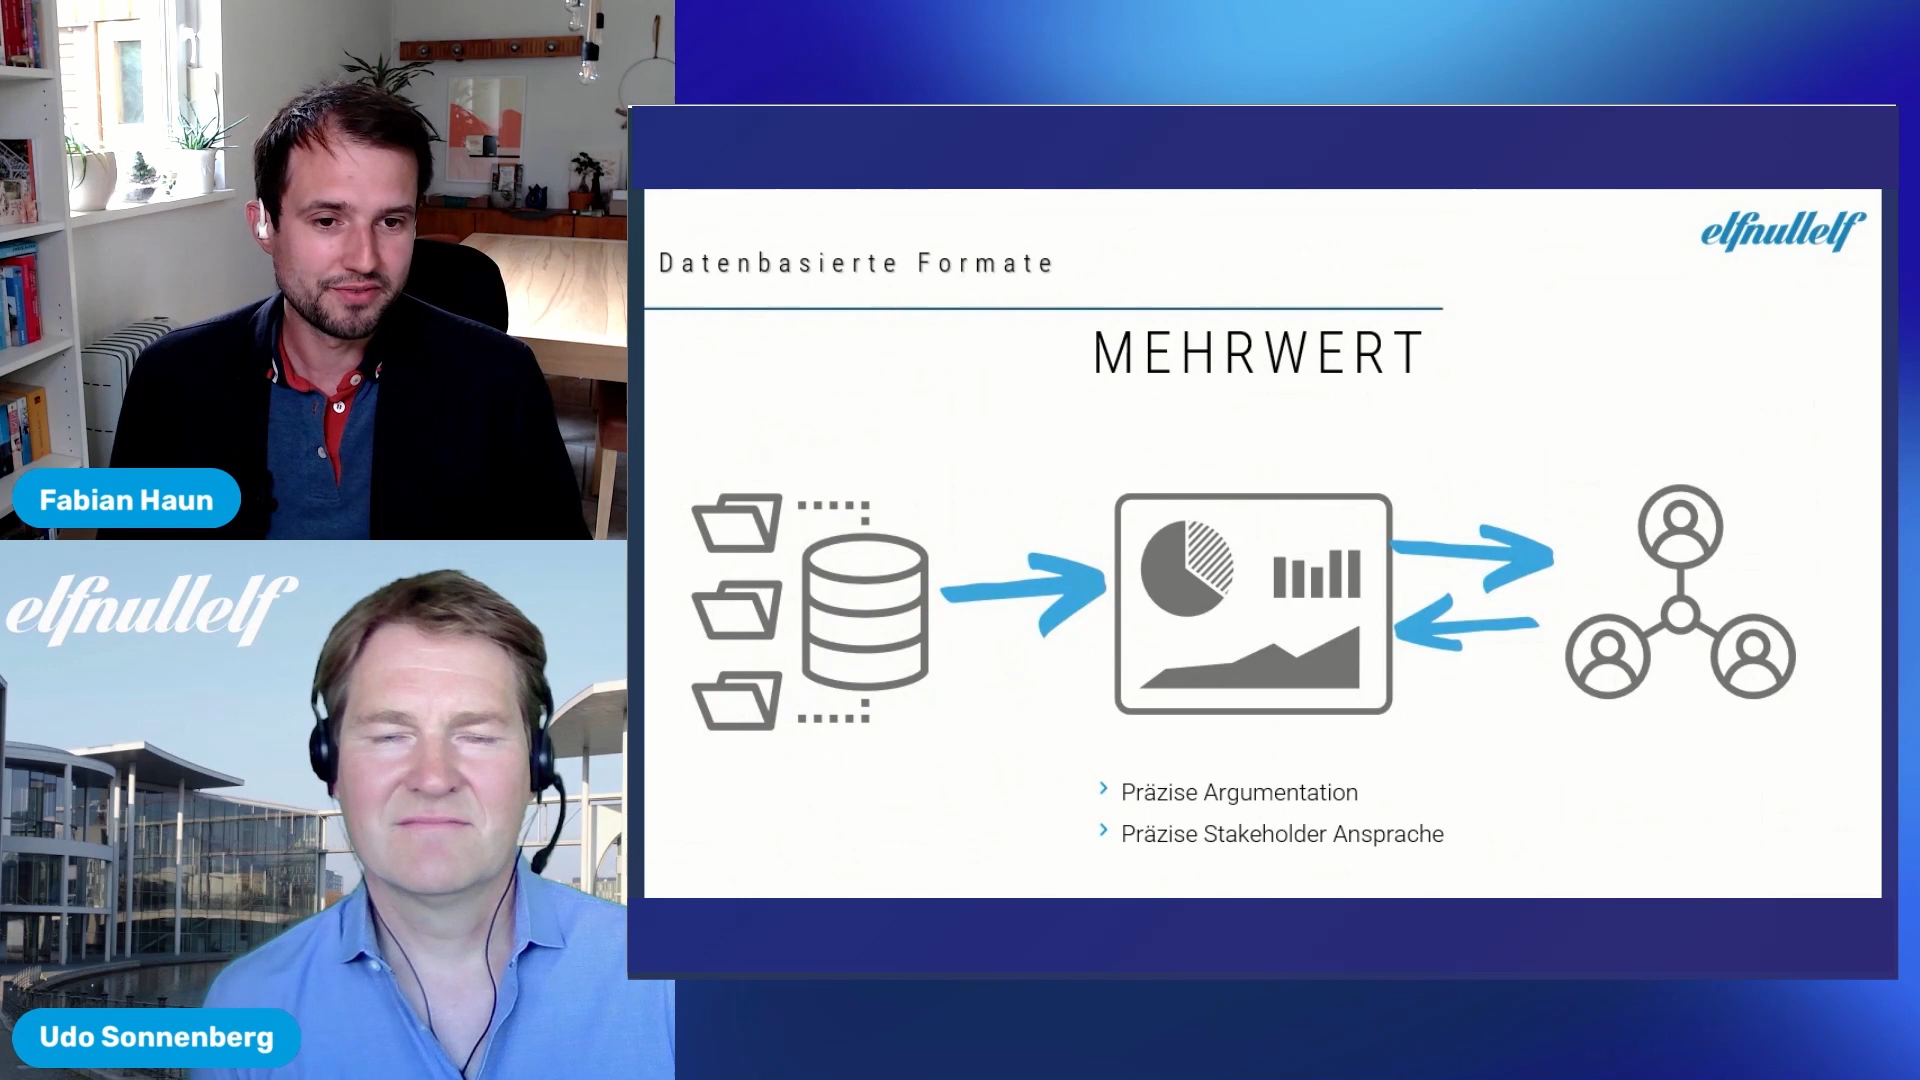 Fabian Haun
elfnullelf
Udo Sonnenberg
elfnullelf
Datenbasierte Formate
MEHRWERT
Präzise Argumentation
Präzise Stakeholder Ansprache